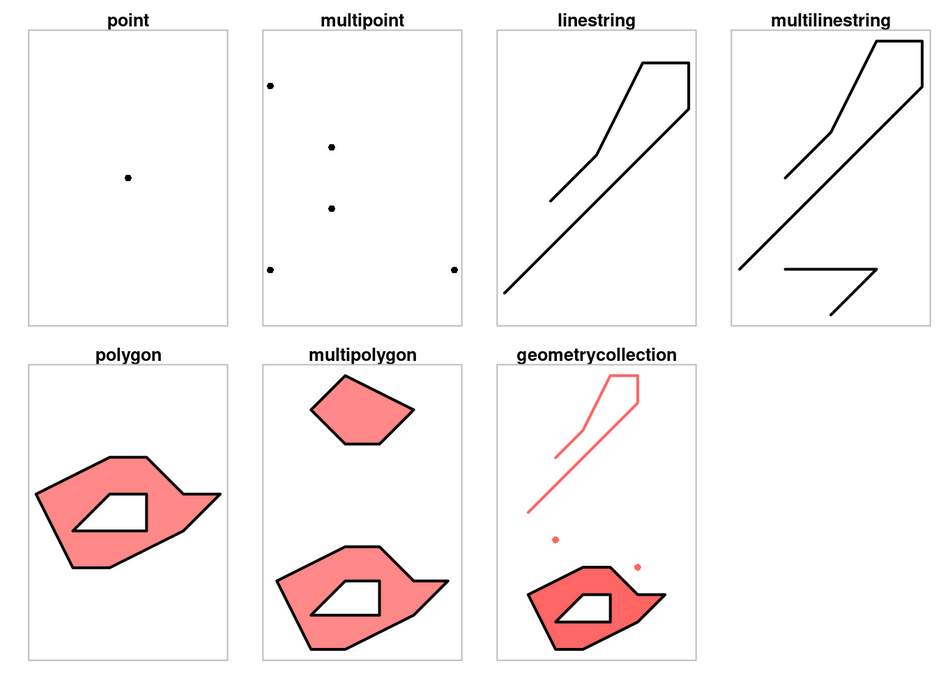 point
multipoint
linestring
multilinestring
polygon
multipolygon
geometrycollection